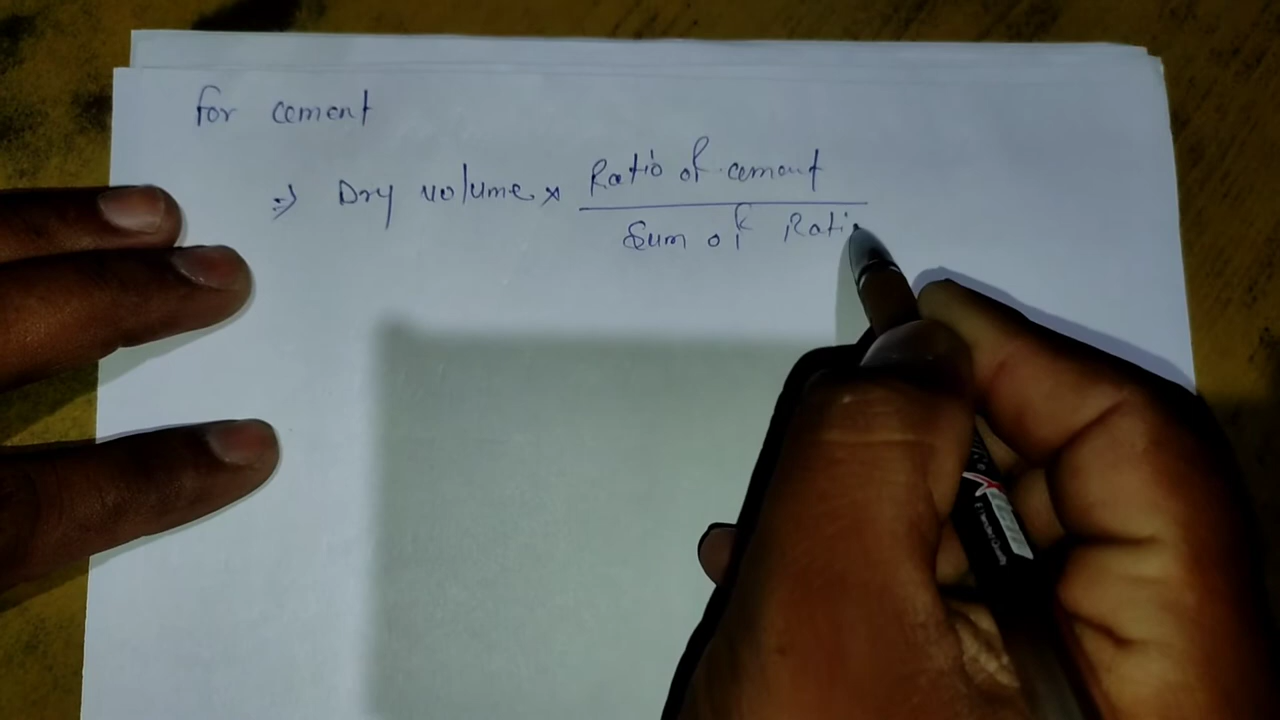 for cement
⇒ Dry volume × Ratio of cement
Sum of Ratio